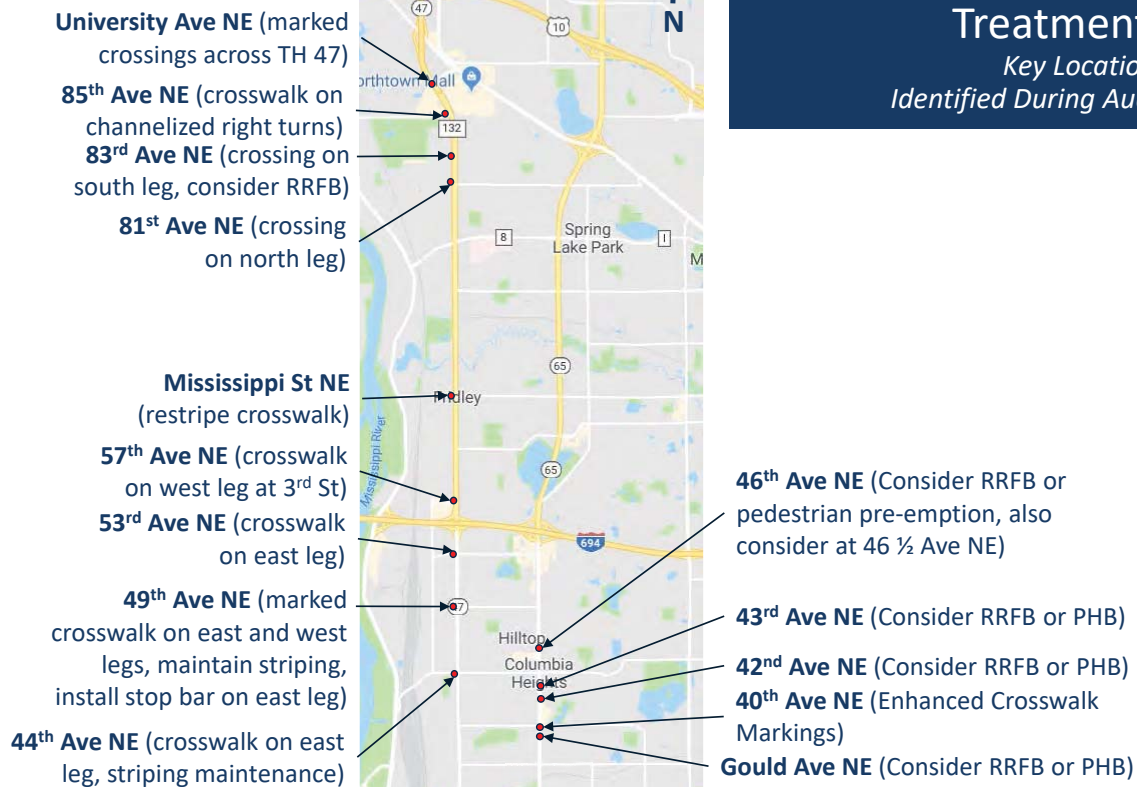 Treatment
Key Locatio
Identified During Au
N
University Ave NE (marked
crossings across TH 47)
85th Ave NE (crosswalk on
channelized right turns)
83rd Ave NE (crossing on
south leg, consider RRFB)
81st Ave NE (crossing
on north leg)
Mississippi St NE
(restripe crosswalk)
57th Ave NE (crosswalk
on west leg at 3rd St)
53rd Ave NE (crosswalk
on east leg)
49th Ave NE (marked
crosswalk on east and west
legs, maintain striping,
install stop bar on east leg)
44th Ave NE (crosswalk on east
leg, striping maintenance)
47
10
orthtown Mall
132
8
Spring
Lake Park
I
M
65
Fridley
Mississippi River
65
694
47
Hilltop
Columbia
Heights
46th Ave NE (Consider RRFB or
pedestrian pre-emption, also
consider at 46 ½ Ave NE)
43rd Ave NE (Consider RRFB or PHB)
42nd Ave NE (Consider RRFB or PHB)
40th Ave NE (Enhanced Crosswalk
Markings)
Gould Ave NE (Consider RRFB or PHB)